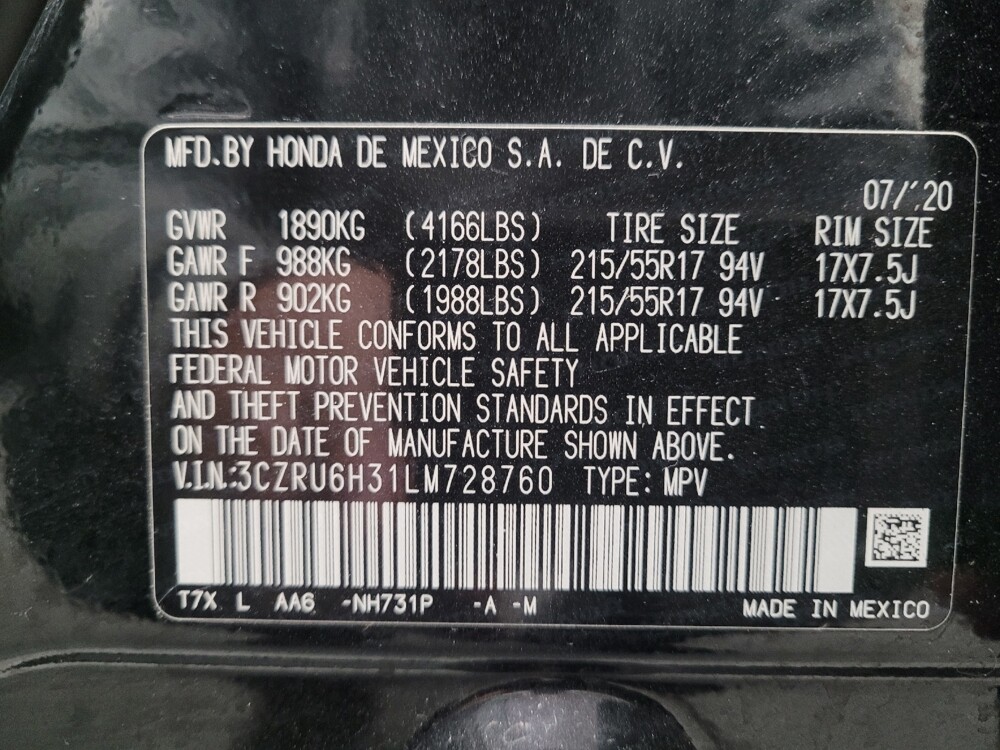 MFD.BY HONDA DE MEXICO S.A. DE C.V.
07/'20
GVWR 1890KG (4166LBS) TIRE SIZE RIM SIZE
GAWR F 988KG (2178LBS) 215/55R17 94V 17X7.5J
GAWR R 902KG (1988LBS) 215/55R17 94V 17X7.5J
THIS VEHICLE CONFORMS TO ALL APPLICABLE
FEDERAL MOTOR VEHICLE SAFETY
AND THEFT PREVENTION STANDARDS IN EFFECT
ON THE DATE OF MANUFACTURE SHOWN ABOVE.
V.I.N.:3CZRU6H31LM728760 TYPE: MPV
T7X L AA6 -NH731P -A -M MADE IN MEXICO